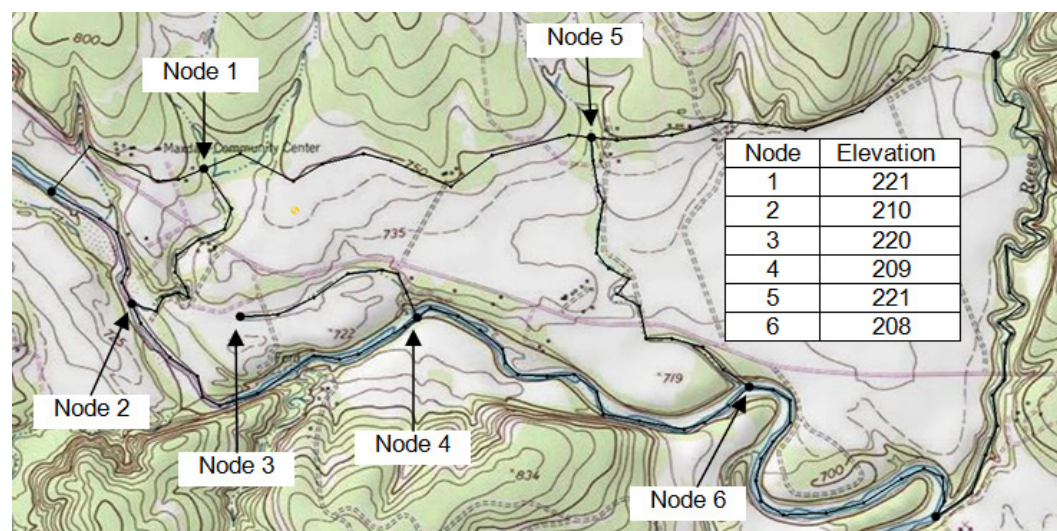 800
Node 1
Node 5
Community Center
750
735
Node Elevation
1 221
2 210
3 220
4 209
5 221
6 208
Reese
722
719
Node 2
Node 3
Node 4
834
Node 6
700